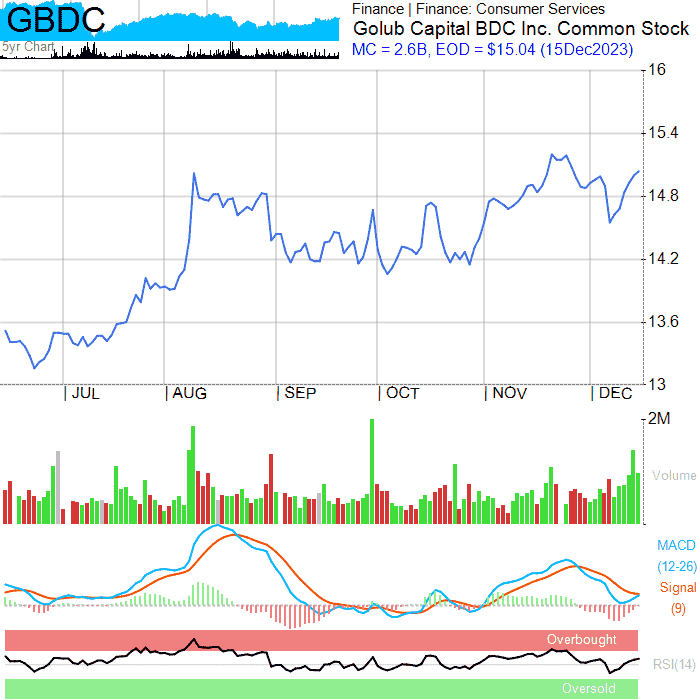 GBDC
5yr Chart
Finance | Finance: Consumer Services
Golub Capital BDC Inc. Common Stock
MC = 2.6B, EOD = $15.04 (15Dec2023)
16
15.4
14.8
14.2
13.6
13
JUL AUG SEP OCT NOV DEC
2M
Volume
MACD
(12-26)
Signal
(9)
Overbought
RSI(14)
Oversold